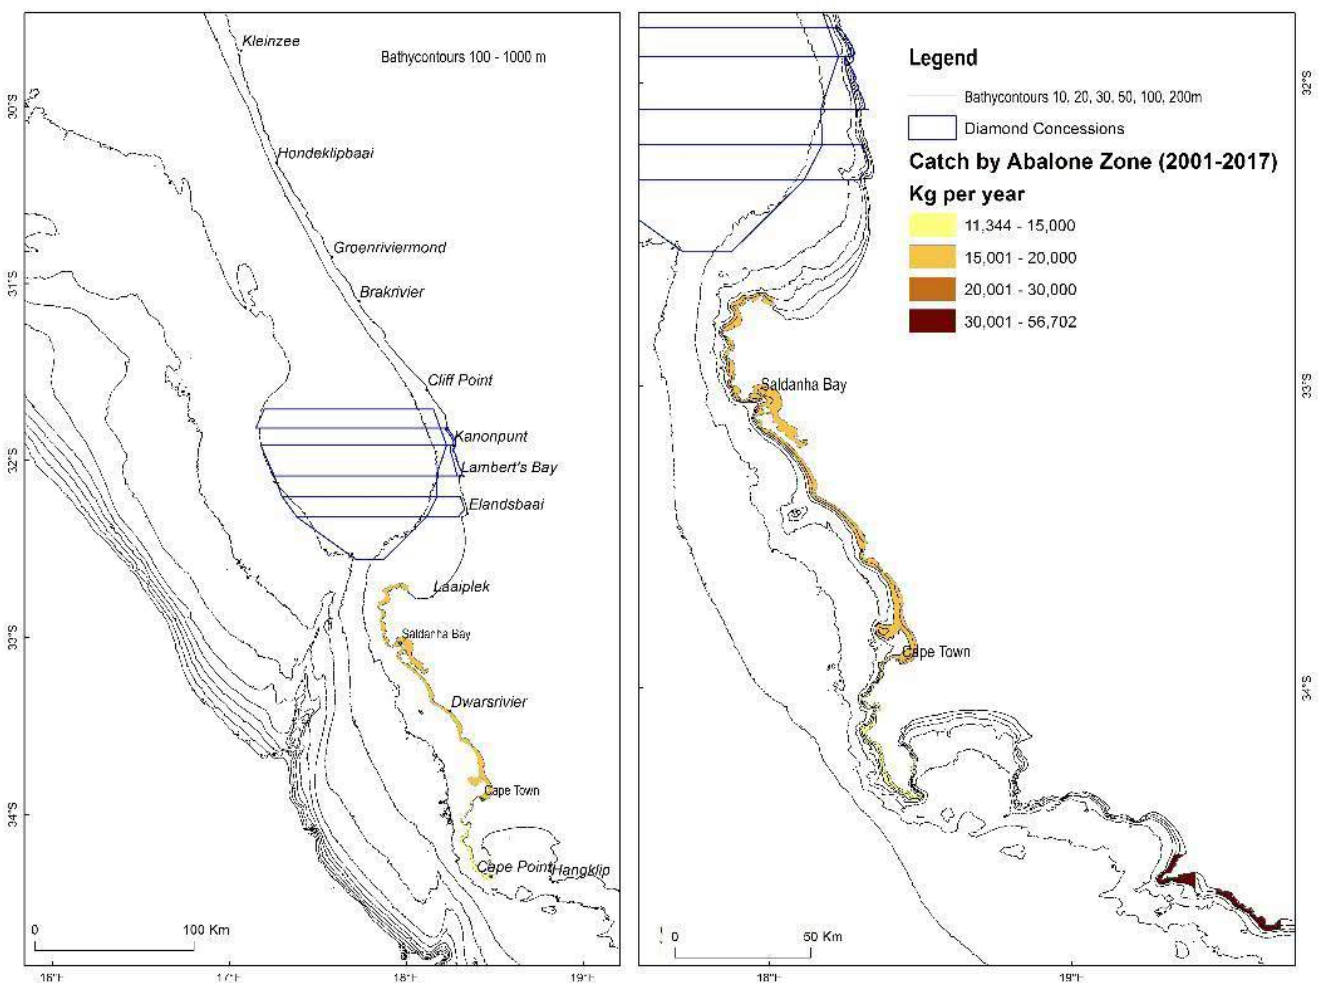 Kleinzee
Bathycontours 100 - 1000 m
30°S
Hondeklipbaai
Groenriviermond
31°S
Brakrivier
Cliff Point
Kanonpunt
32°S
Lambert's Bay
Elandsbaai
Laaiplek
33°S
Saldanha Bay
Dwarsrivier
Cape Town
34°S
Cape Point
Hangklip
0
100 Km
16°E
17°E
18°E
19°E
Legend
Bathycontours 10, 20, 30, 50, 100, 200m
Diamond Concessions
Catch by Abalone Zone (2001-2017)
Kg per year
11,344 - 15,000
15,001 - 20,000
20,001 - 30,000
30,001 - 56,702
32°S
Saldanha Bay
33°S
Cape Town
34°S
0
50 Km
18°E
19°E